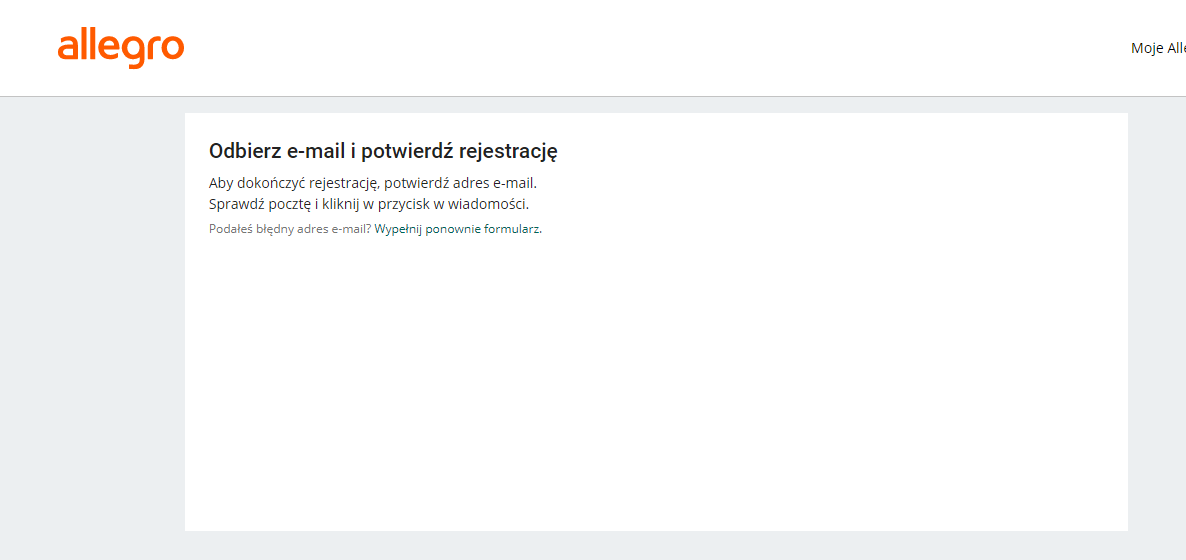 allegro
Moje Alle
Odbierz e-mail i potwierdź rejestrację
Aby dokończyć rejestrację, potwierdź adres e-mail.
Sprawdź pocztę i kliknij w przycisk w wiadomości.
Podałeś błędny adres e-mail? Wypełnij ponownie formularz.